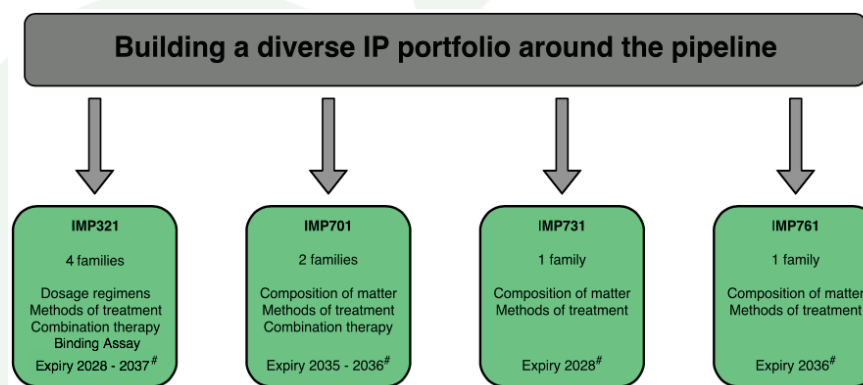 Building a diverse IP portfolio around the pipeline
IMP321
4 families
Dosage regimens
Methods of treatment
Combination therapy
Binding Assay
Expiry 2028 - 2037#
IMP701
2 families
Composition of matter
Methods of treatment
Combination therapy
Expiry 2035 - 2036#
IMP731
1 family
Composition of matter
Methods of treatment
Expiry 2028#
IMP761
1 family
Composition of matter
Methods of treatment
Expiry 2036#